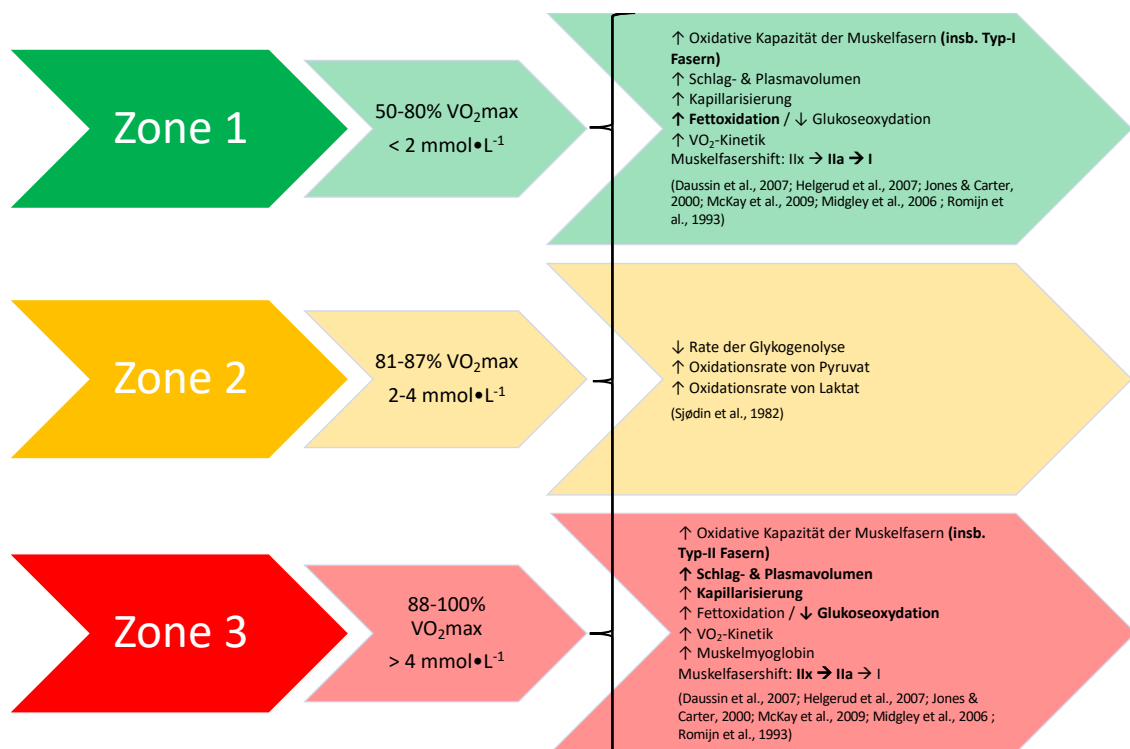 Zone 1
50-80% VO₂max
< 2 mmol•L⁻¹
↑ Oxidative Kapazität der Muskelfasern (insb. Typ-I
Fasern)
↑ Schlag- & Plasmavolumen
↑ Kapillarisierung
↑ Fettoxidation / ↓ Glukoseoxydation
↑ VO₂-Kinetik
Muskelfasershift: IIx → IIa → I
(Daussin et al., 2007; Helgerud et al., 2007; Jones & Carter,
2000; McKay et al., 2009; Midgley et al., 2006 ; Romijn et
al., 1993)
Zone 2
81-87% VO₂max
2-4 mmol•L⁻¹
↓ Rate der Glykogenolyse
↑ Oxidationsrate von Pyruvat
↑ Oxidationsrate von Laktat
(Sjødin et al., 1982)
Zone 3
88-100%
VO₂max
> 4 mmol•L⁻¹
↑ Oxidative Kapazität der Muskelfasern (insb.
Typ-II Fasern)
↑ Schlag- & Plasmavolumen
↑ Kapillarisierung
↑ Fettoxidation / ↓ Glukoseoxydation
↑ VO₂-Kinetik
↑ Muskelmyoglobin
Muskelfasershift: IIx → IIa → I
(Daussin et al., 2007; Helgerud et al., 2007; Jones &
Carter, 2000; McKay et al., 2009; Midgley et al., 2006 ;
Romijn et al., 1993)